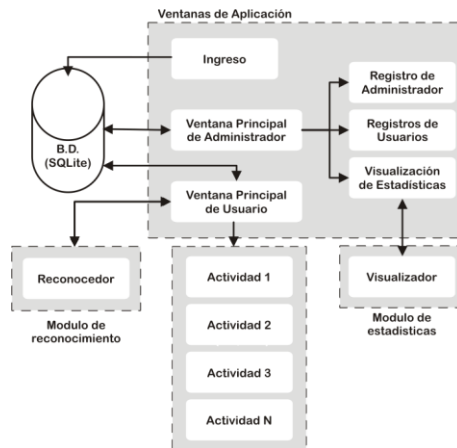 Ventanas de Aplicación
Ingreso
Registro de
Administrador
B.D.
(SQLite)
Ventana Principal
de Administrador
Registros de
Usuarios
Visualización
de Estadísticas
Ventana Principal
de Usuario
Reconocedor
Modulo de
reconocimiento
Actividad 1
Actividad 2
Actividad 3
Actividad N
Visualizador
Modulo de
estadisticas